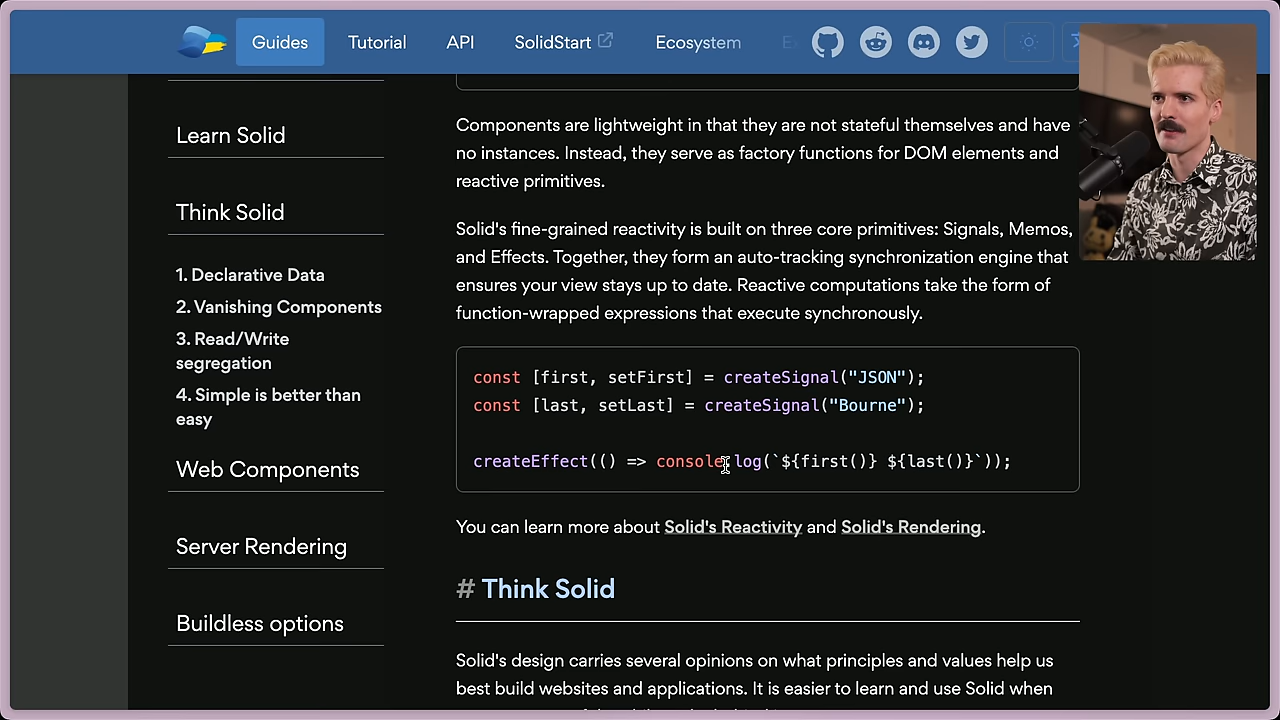 Guides
Tutorial
API
SolidStart
Ecosystem
Learn Solid
Think Solid
1. Declarative Data
2. Vanishing Components
3. Read/Write
segregation
4. Simple is better than
easy
Web Components
Server Rendering
Buildless options
Components are lightweight in that they are not stateful themselves and have
no instances. Instead, they serve as factory functions for DOM elements and
reactive primitives.
Solid's fine-grained reactivity is built on three core primitives: Signals, Memos,
and Effects. Together, they form an auto-tracking synchronization engine that
ensures your view stays up to date. Reactive computations take the form of
function-wrapped expressions that execute synchronously.
const [first, setFirst] = createSignal("JSON");
const [last, setLast] = createSignal("Bourne");
createEffect(() => console.log(`${first()} ${last()}`));
You can learn more about Solid's Reactivity and Solid's Rendering.
# Think Solid
Solid's design carries several opinions on what principles and values help us
best build websites and applications. It is easier to learn and use Solid when